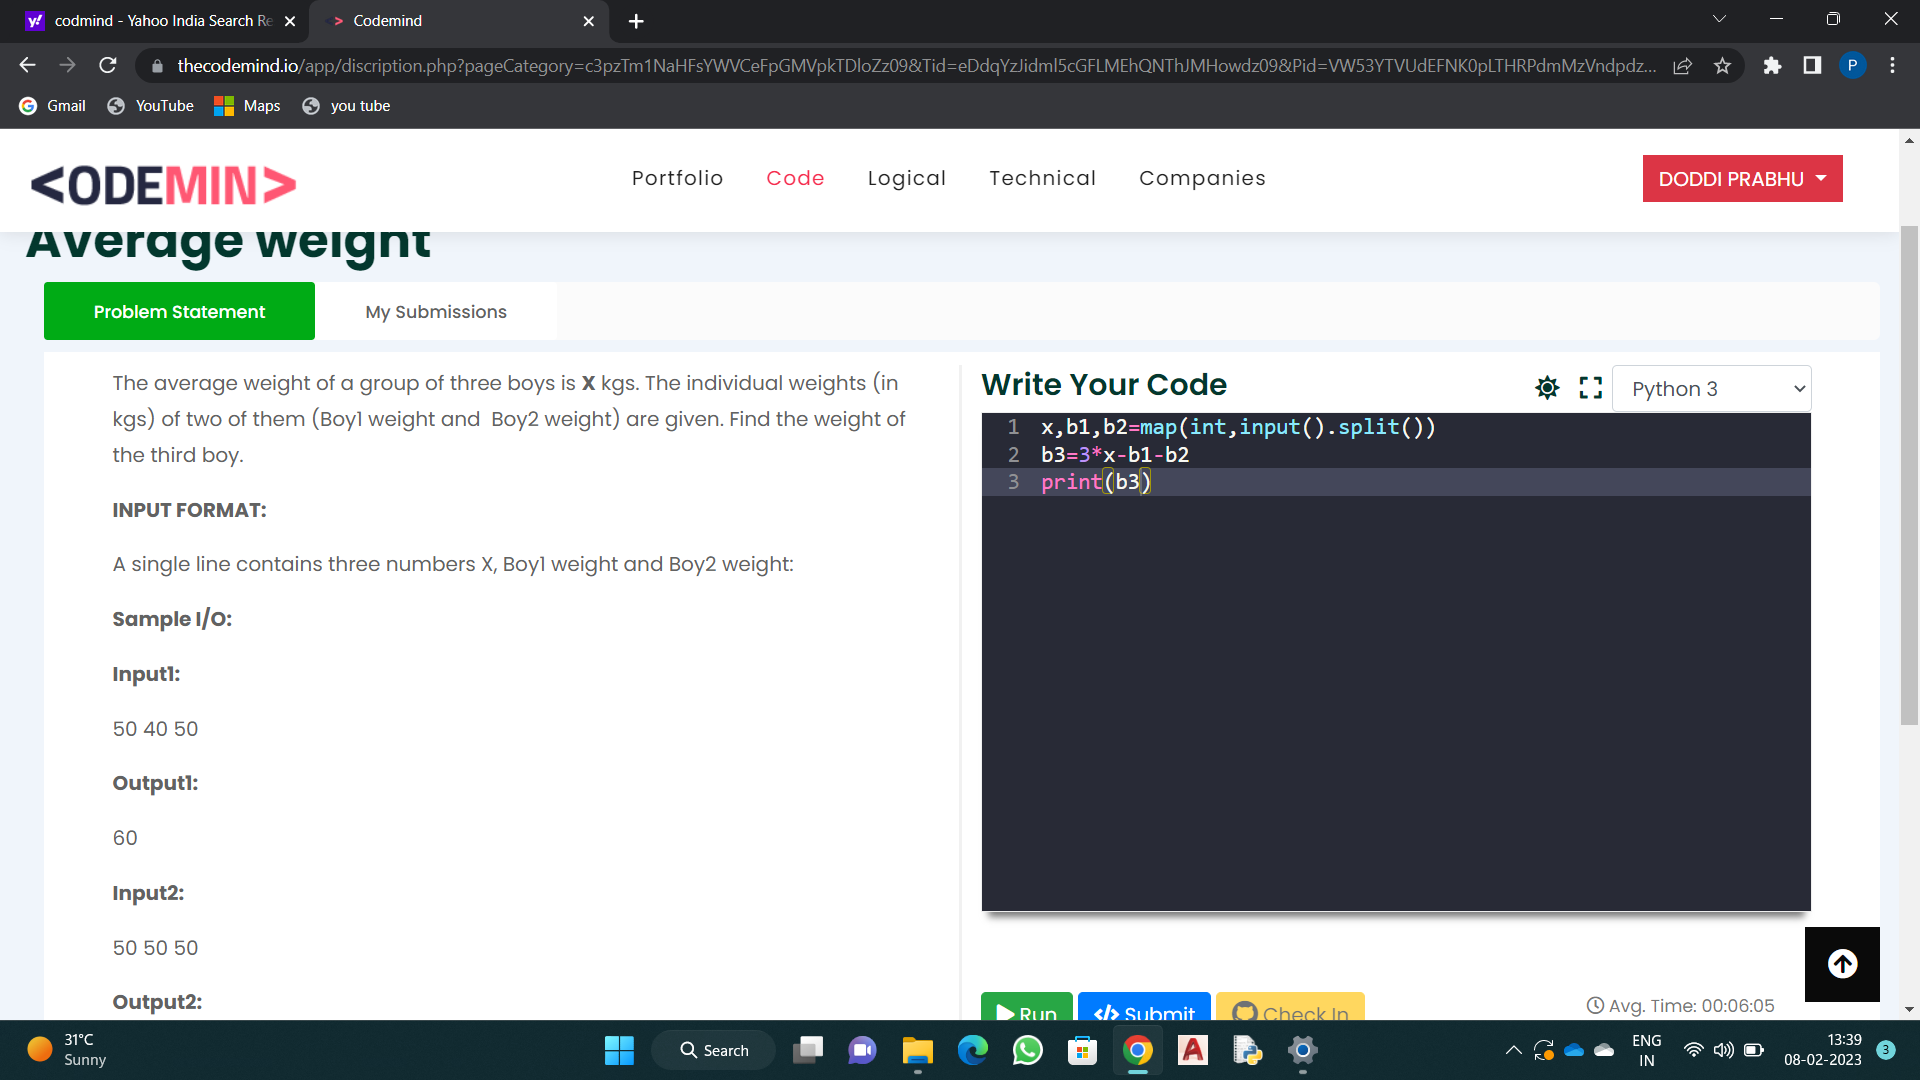 codmind - Yahoo India Search Re
Codemind
thecodemind.io/app/discription.php?pageCategory=c3pzTm1NaHFsYWVCeFpGMVpkTDloZz09&Tid=eDdqYzJidml5cGFLMEhQNThJMHowdz09&Pid=VW53YTVUdEFNK0pLTHRPdmMzVndpdz...
P
Gmail
YouTube
Maps
you tube
<ODEMIN>
Portfolio
Code
Logical
Technical
Companies
DODDI PRABHU
Average weight
Problem Statement
My Submissions
The average weight of a group of three boys is X kgs. The individual weights (in
kgs) of two of them (Boy1 weight and Boy2 weight) are given. Find the weight of
the third boy.
INPUT FORMAT:
A single line contains three numbers X, Boy1 weight and Boy2 weight:
Sample I/O:
Input1:
50 40 50
Output1:
60
Input2:
50 50 50
Output2:
Write Your Code
Python 3
1 x,b1,b2=map(int,input().split())
2 b3=3*x-b1-b2
3 print(b3)
Run
</> Submit
Check In
Avg. Time: 00:06:05
31°C
Sunny
Search
ENG
IN
13:39
08-02-2023
3